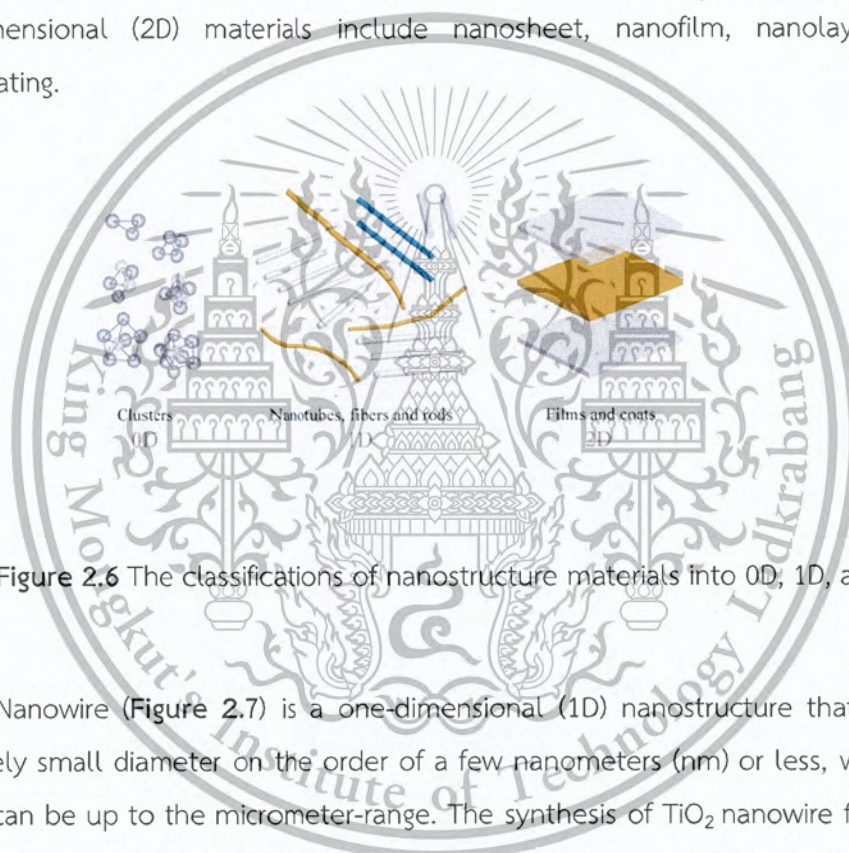 mensional (2D) materials include nanosheet, nanofilm, nanolay
ating.
Clusters
0D
Nanotubes, fibers and rods
1D
Films and coats
2D
Figure 2.6 The classifications of nanostructure materials into 0D, 1D, a
Nanowire (Figure 2.7) is a one-dimensional (1D) nanostructure that
ely small diameter on the order of a few nanometers (nm) or less, w
can be up to the micrometer-range. The synthesis of TiO₂ nanowire f
King Mongkut's Institute of Technology Ladkrabang